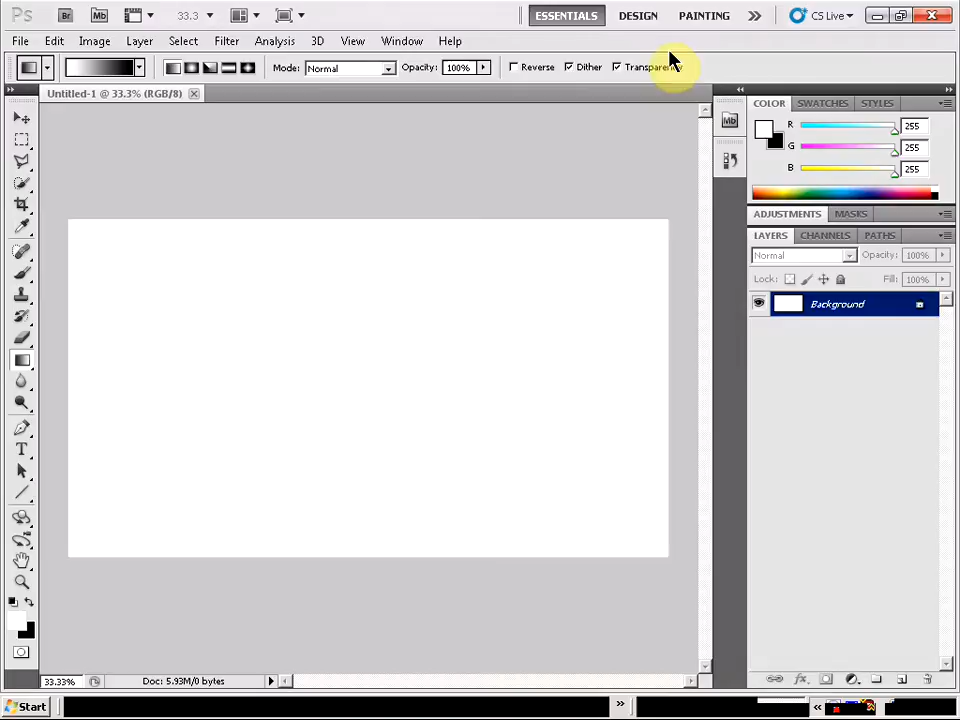 Ps Br Mb 33.3 ESSENTIALS DESIGN PAINTING CS Live
File Edit Image Layer Select Filter Analysis 3D View Window Help
Mode: Normal Opacity: 100% Reverse Dither Transparency
Untitled-1 @ 33.3% (RGB/8)
COLOR SWATCHES STYLES
Mb
R 255
G 255
B 255
ADJUSTMENTS MASKS
LAYERS CHANNELS PATHS
Normal Opacity: 100%
Lock: Fill: 100%
Background
T
33.33% Doc: 5.93M/0 bytes
fx
Start